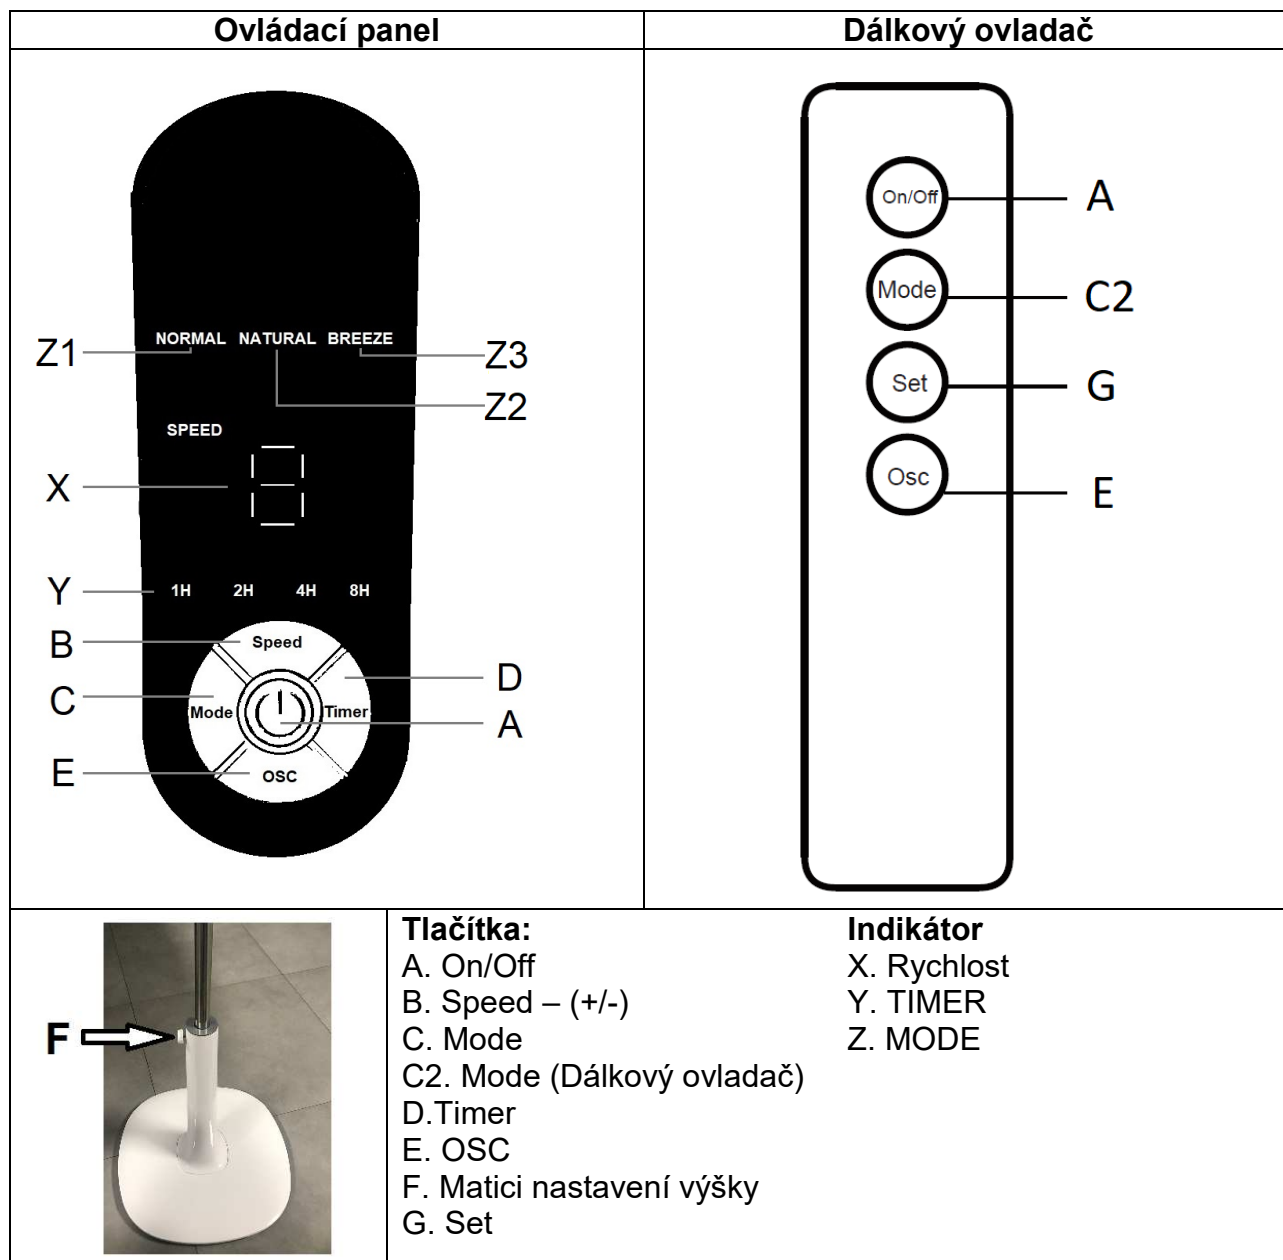 Ovládací panel
Dálkový ovladač
NORMAL NATURAL BREEZE
Z1
Z3
Z2
SPEED
X
Y
1H 2H 4H 8H
B
Speed
C
Mode
Timer
D
A
E
OSC
On/Off
A
Mode
C2
Set
G
Osc
E
F
Tlačítka:
A. On/Off
B. Speed – (+/-)
C. Mode
C2. Mode (Dálkový ovladač)
D.Timer
E. OSC
F. Matici nastavení výšky
G. Set
Indikátor
X. Rychlost
Y. TIMER
Z. MODE